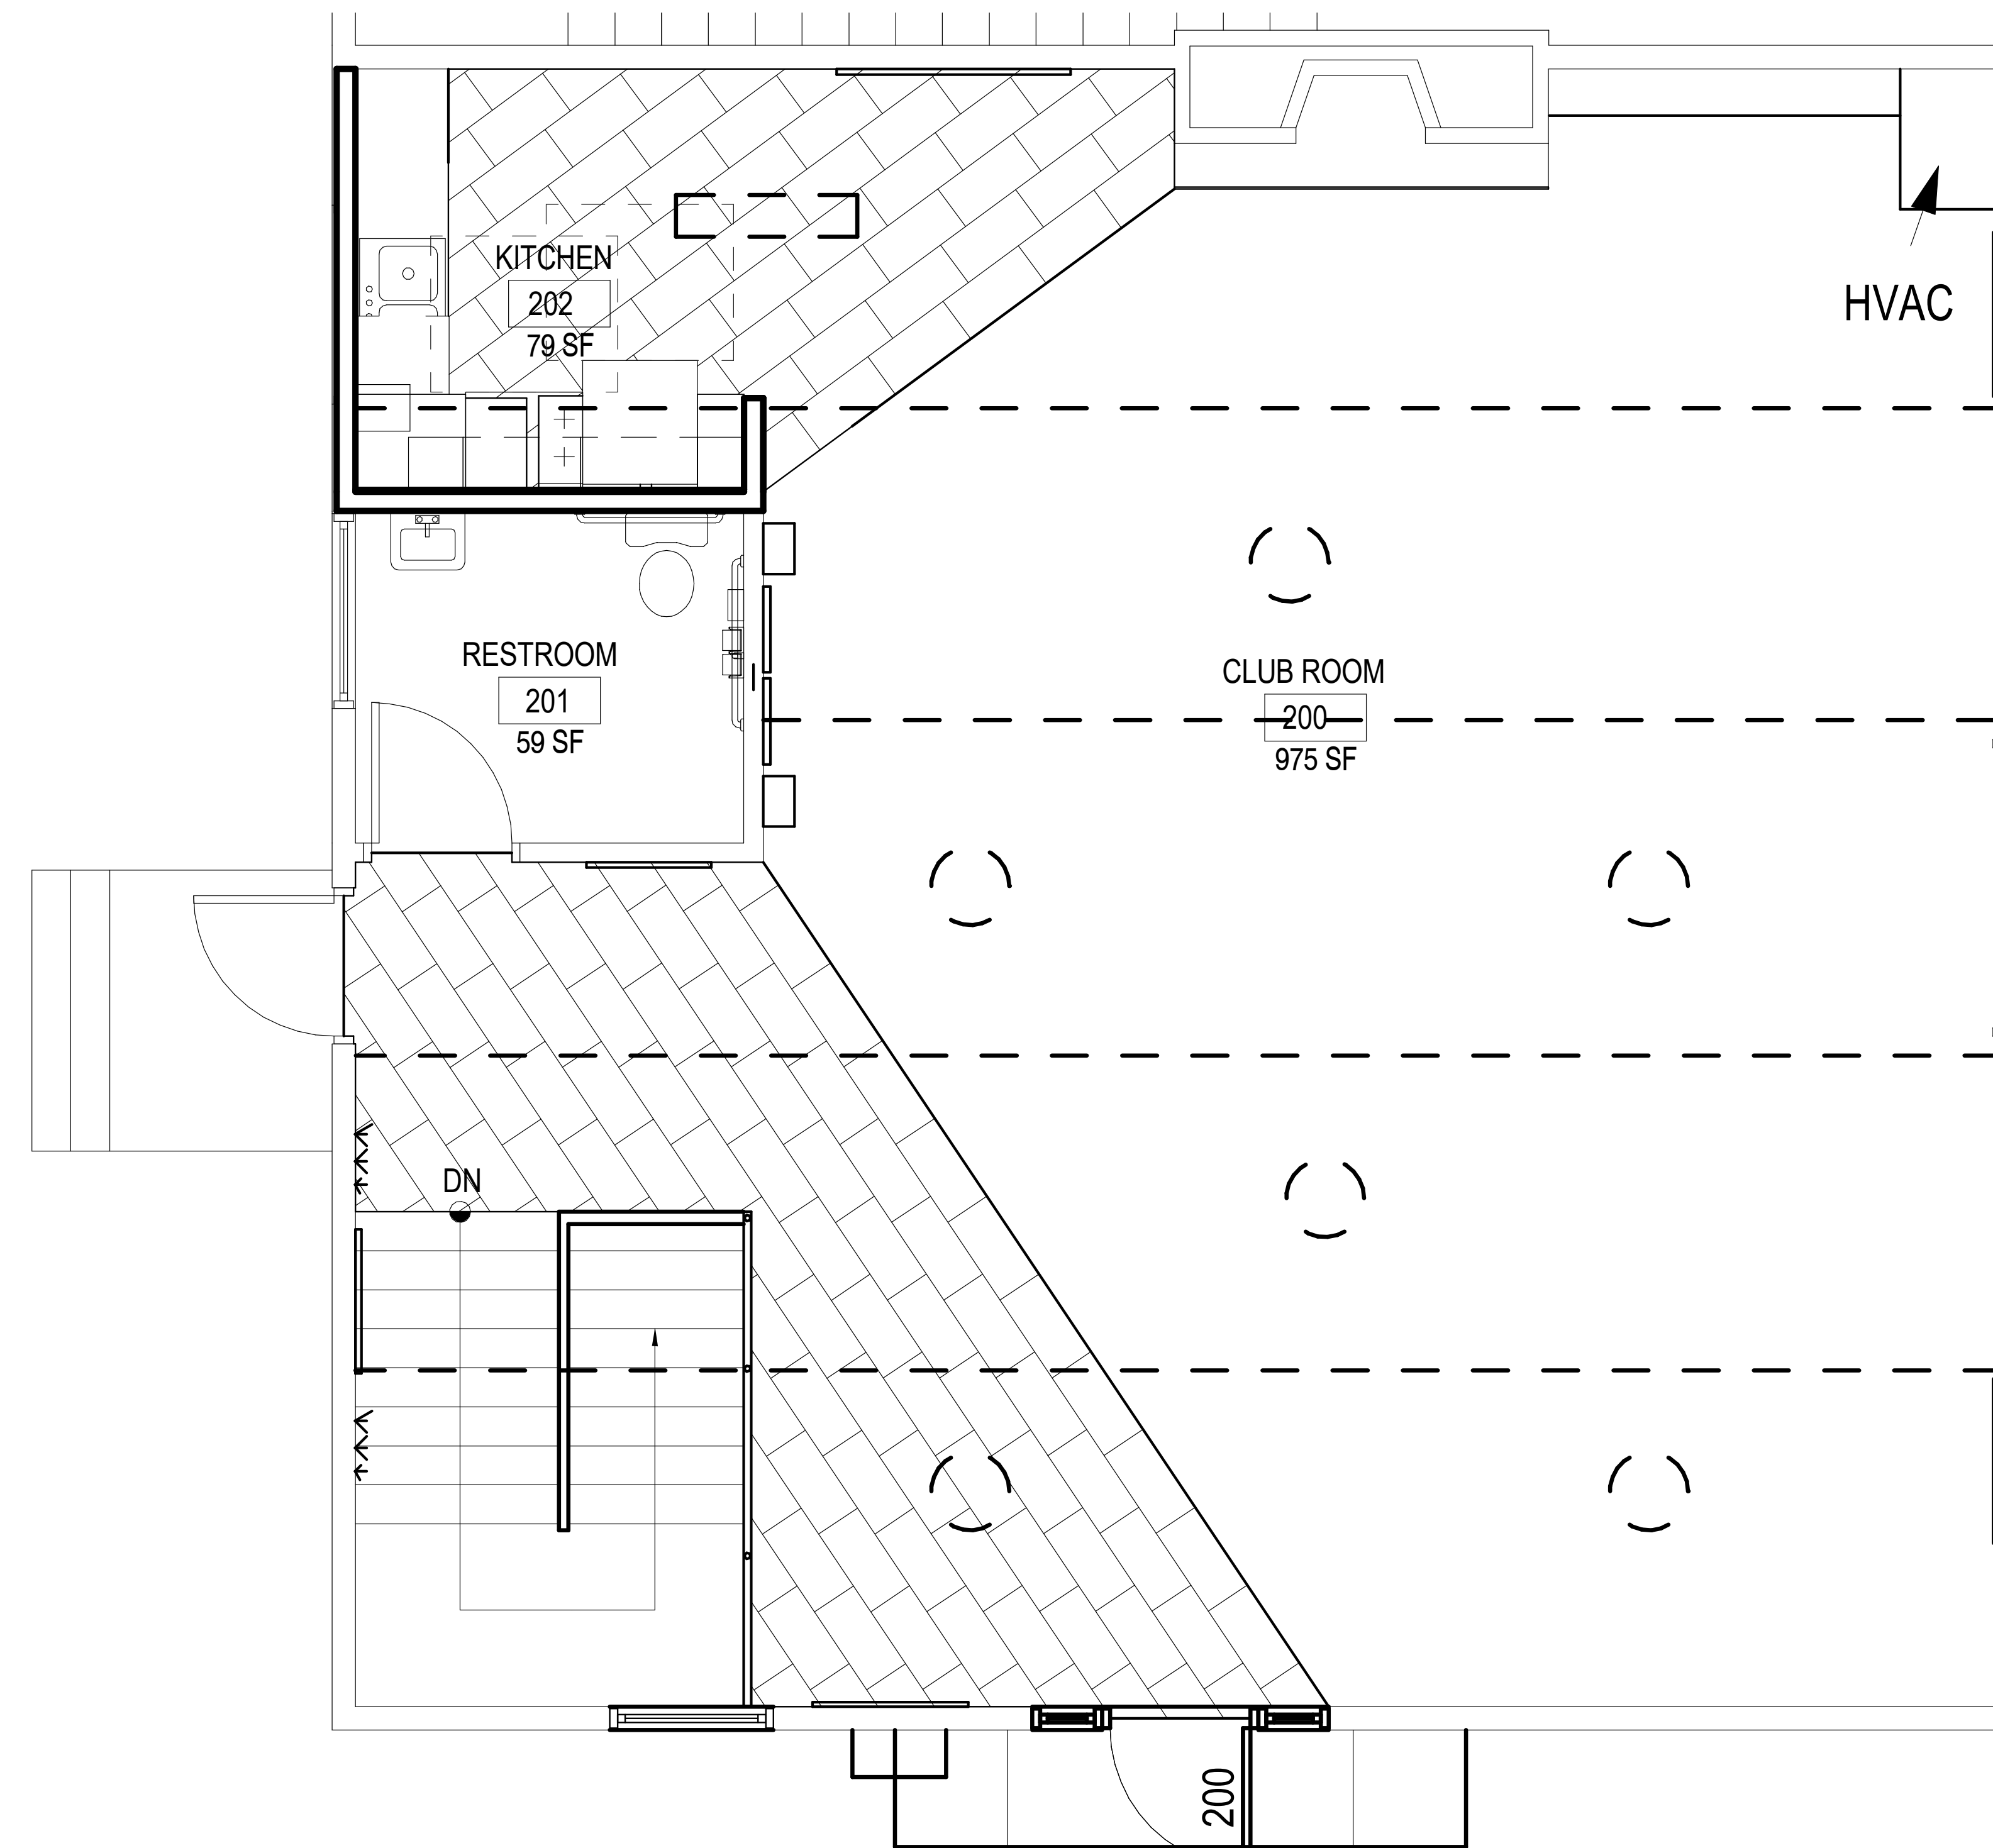 KITCHEN
202
79 SF
HVAC
RESTROOM
201
59 SF
CLUB ROOM
200
975 SF
DN
200